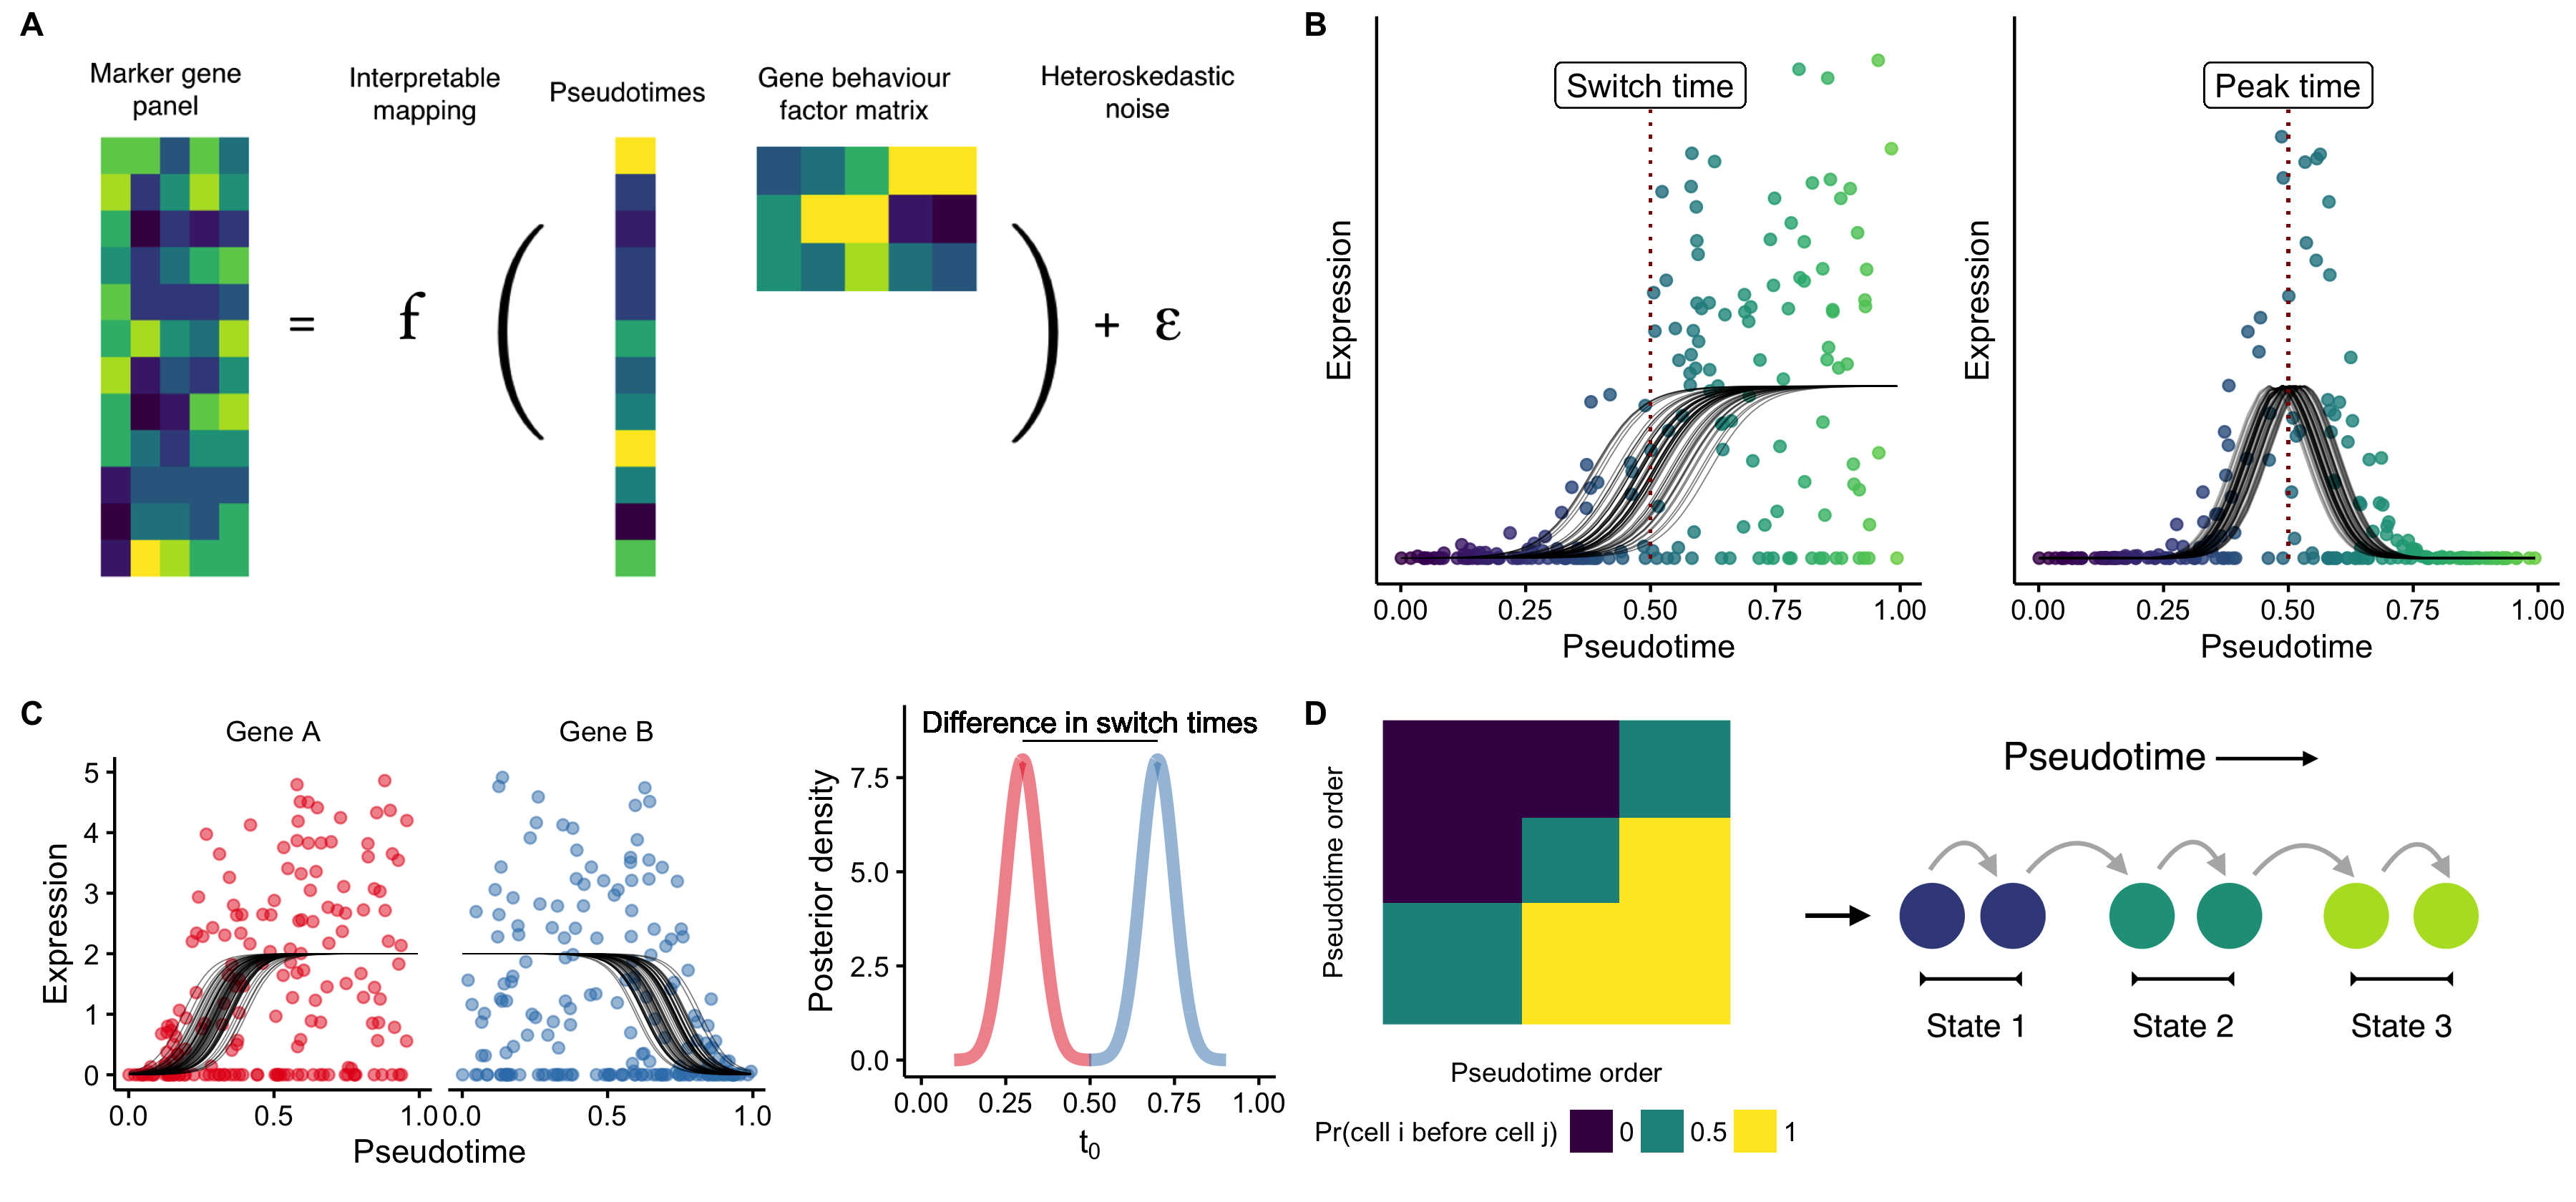 A
Marker gene
panel
Interpretable
mapping
Pseudotimes
Gene behaviour
factor matrix
Heteroskedastic
noise
= f ( ) + ε
B
Switch time
Expression
0.00 0.25 0.50 0.75 1.00
Pseudotime
Peak time
Expression
0.00 0.25 0.50 0.75 1.00
Pseudotime
C
Gene A
Gene B
Expression
5
4
3
2
1
0
0.0 0.5 1.0
0.0 0.5 1.0
Pseudotime
Difference in switch times
Posterior density
7.5
5.0
2.5
0.0
0.00 0.25 0.50 0.75 1.00
t₀
D
Pseudotime order
Pseudotime order
Pr(cell i before cell j) 0 0.5 1
Pseudotime
State 1 State 2 State 3